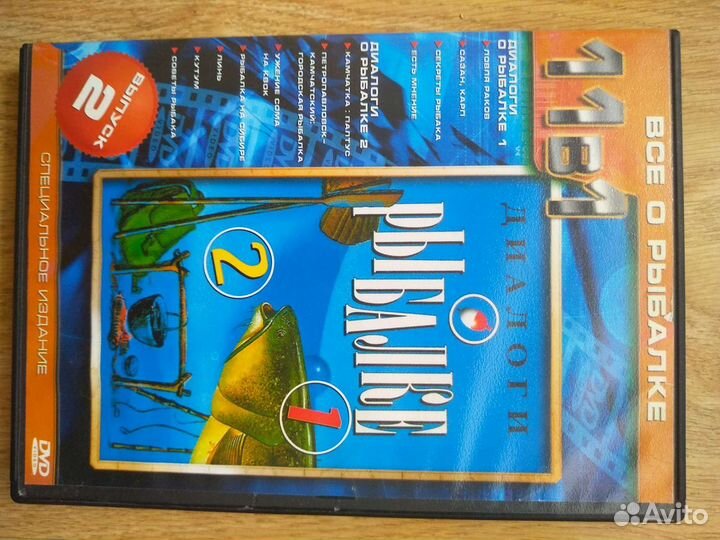 ВСЕ О РЫБАЛКЕ
11В1
ДИАЛОГИ
О РЫБАЛКЕ 1
ЛОВЛЯ РАКОВ
САЗАН, КАРП
СЕКРЕТЫ РЫБАКА
ЕСТЬ МНЕНИЕ
ДИАЛОГИ
О РЫБАЛКЕ 2
КАМЧАТКА : ПАЛТУС
ПЕТРОПАВЛОВСК-
КАМЧАТСКИЙ:
ГОРОДСКАЯ РЫБАЛКА
УЖЕНИЕ СОМА
НА КВОК
РЫБАЛКА НА СИБИРЕ
ЛИНЬ
КУТУМ
СОВЕТЫ РЫБАКА
ВЫПУСК
2
ДИАЛОГИ
О
РЫБАЛКЕ
2
1
СПЕЦИАЛЬНОЕ ИЗДАНИЕ
DVD
VIDEO
Avito